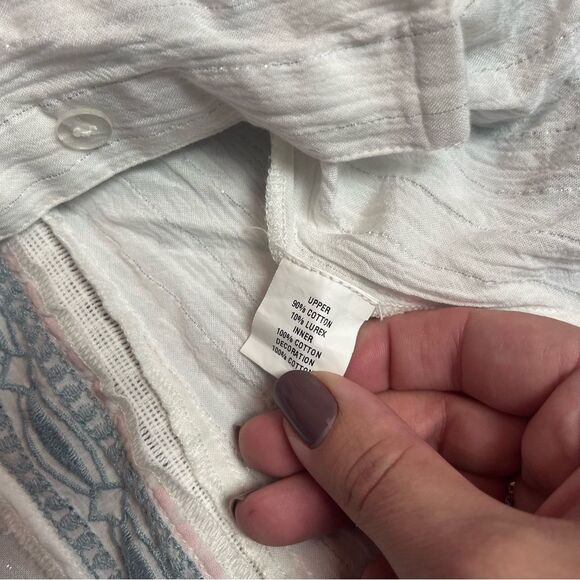 UPPER
90% COTTON
10% LUREX
INNER
100% COTTON
DECORATION
100% COTTON